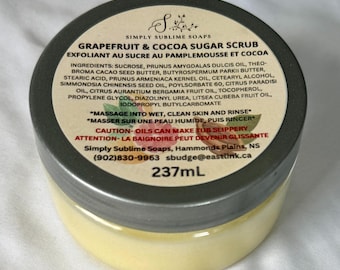 S
SIMPLY SUBLIME SOAPS
GRAPEFRUIT & COCOA SUGAR SCRUB
EXFOLIANT AU SUCRE AU PAMPLEMOUSSE ET COCOA
INGREDIENTS: SUCROSE, PRUNUS AMYGDALAS DULCIS OIL, THEO-
BROMA CACAO SEED BUTTER, BUTYROSPERMUM PARKII BUTTER,
STEARIC ACID, PRUNUS ARMENIACA KERNEL OIL, CETEARYL ALCOHOL,
SIMMONDSIA CHINENSIS SEED OIL, POYLSORBATE 60, CITRUS PARADISI
OIL, CITRUS AURANTIUM BERGAMIA FRUIT OIL, TOCOPHEROL,
PROPYLENE GLYCOL, DIAZOLINYL UREA, LITSEA CUBEBA FRUIT OIL,
IODOPROPYL BUTYLCARBOMATE
*MASSAGE INTO WET, CLEAN SKIN AND RINSE*
*MASSER SUR UNE PEAU HUMIDE, PUIS RINCER*
CAUTION- OILS CAN MAKE TUB SLIPPERY
ATTENTION- LA BAIGNOIRE PEUT DEVENIR GLISSANTE
Simply Sublime Soaps, Hammonds Plains, NS
(902)830-9963 sbudge@eastlink.ca
237mL